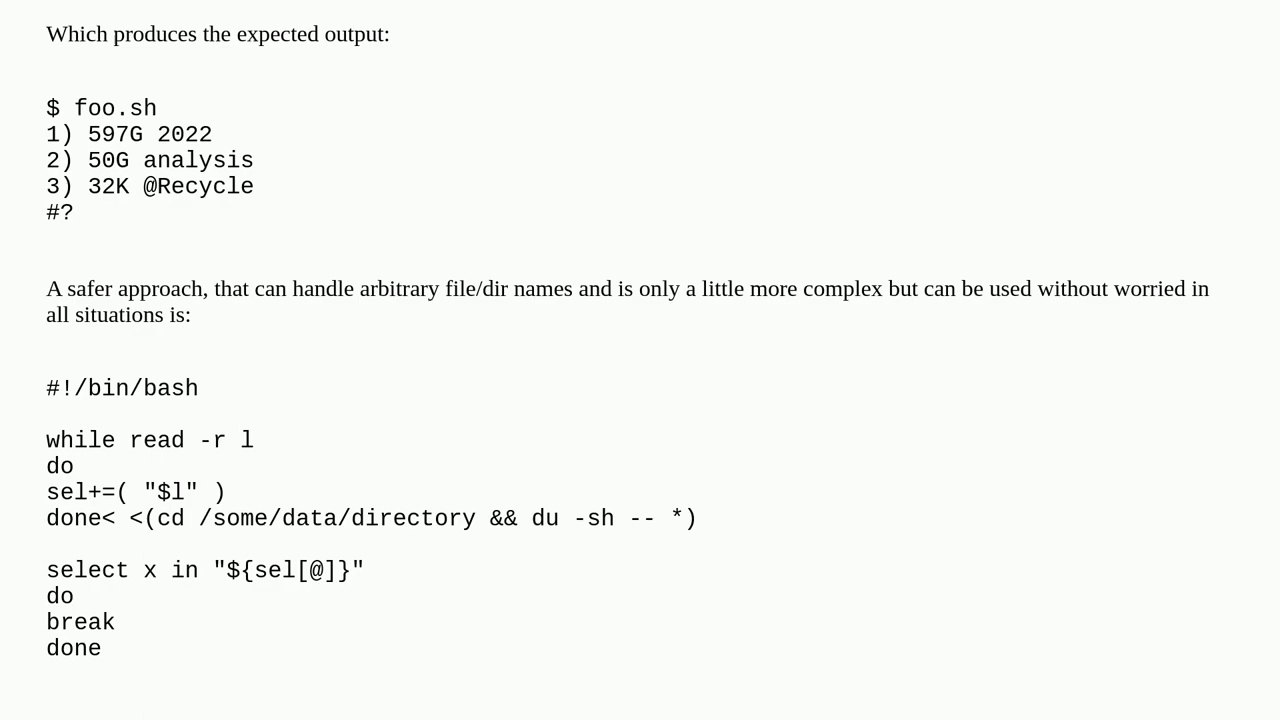 Which produces the expected output:
$ foo.sh
1) 597G 2022
2) 50G analysis
3) 32K @Recycle
#?
A safer approach, that can handle arbitrary file/dir names and is only a little more complex but can be used without worried in
all situations is:
#!/bin/bash
while read -r l
do
sel+=( "$l" )
done< <(cd /some/data/directory && du -sh -- *)
select x in "${sel[@]}"
do
break
done